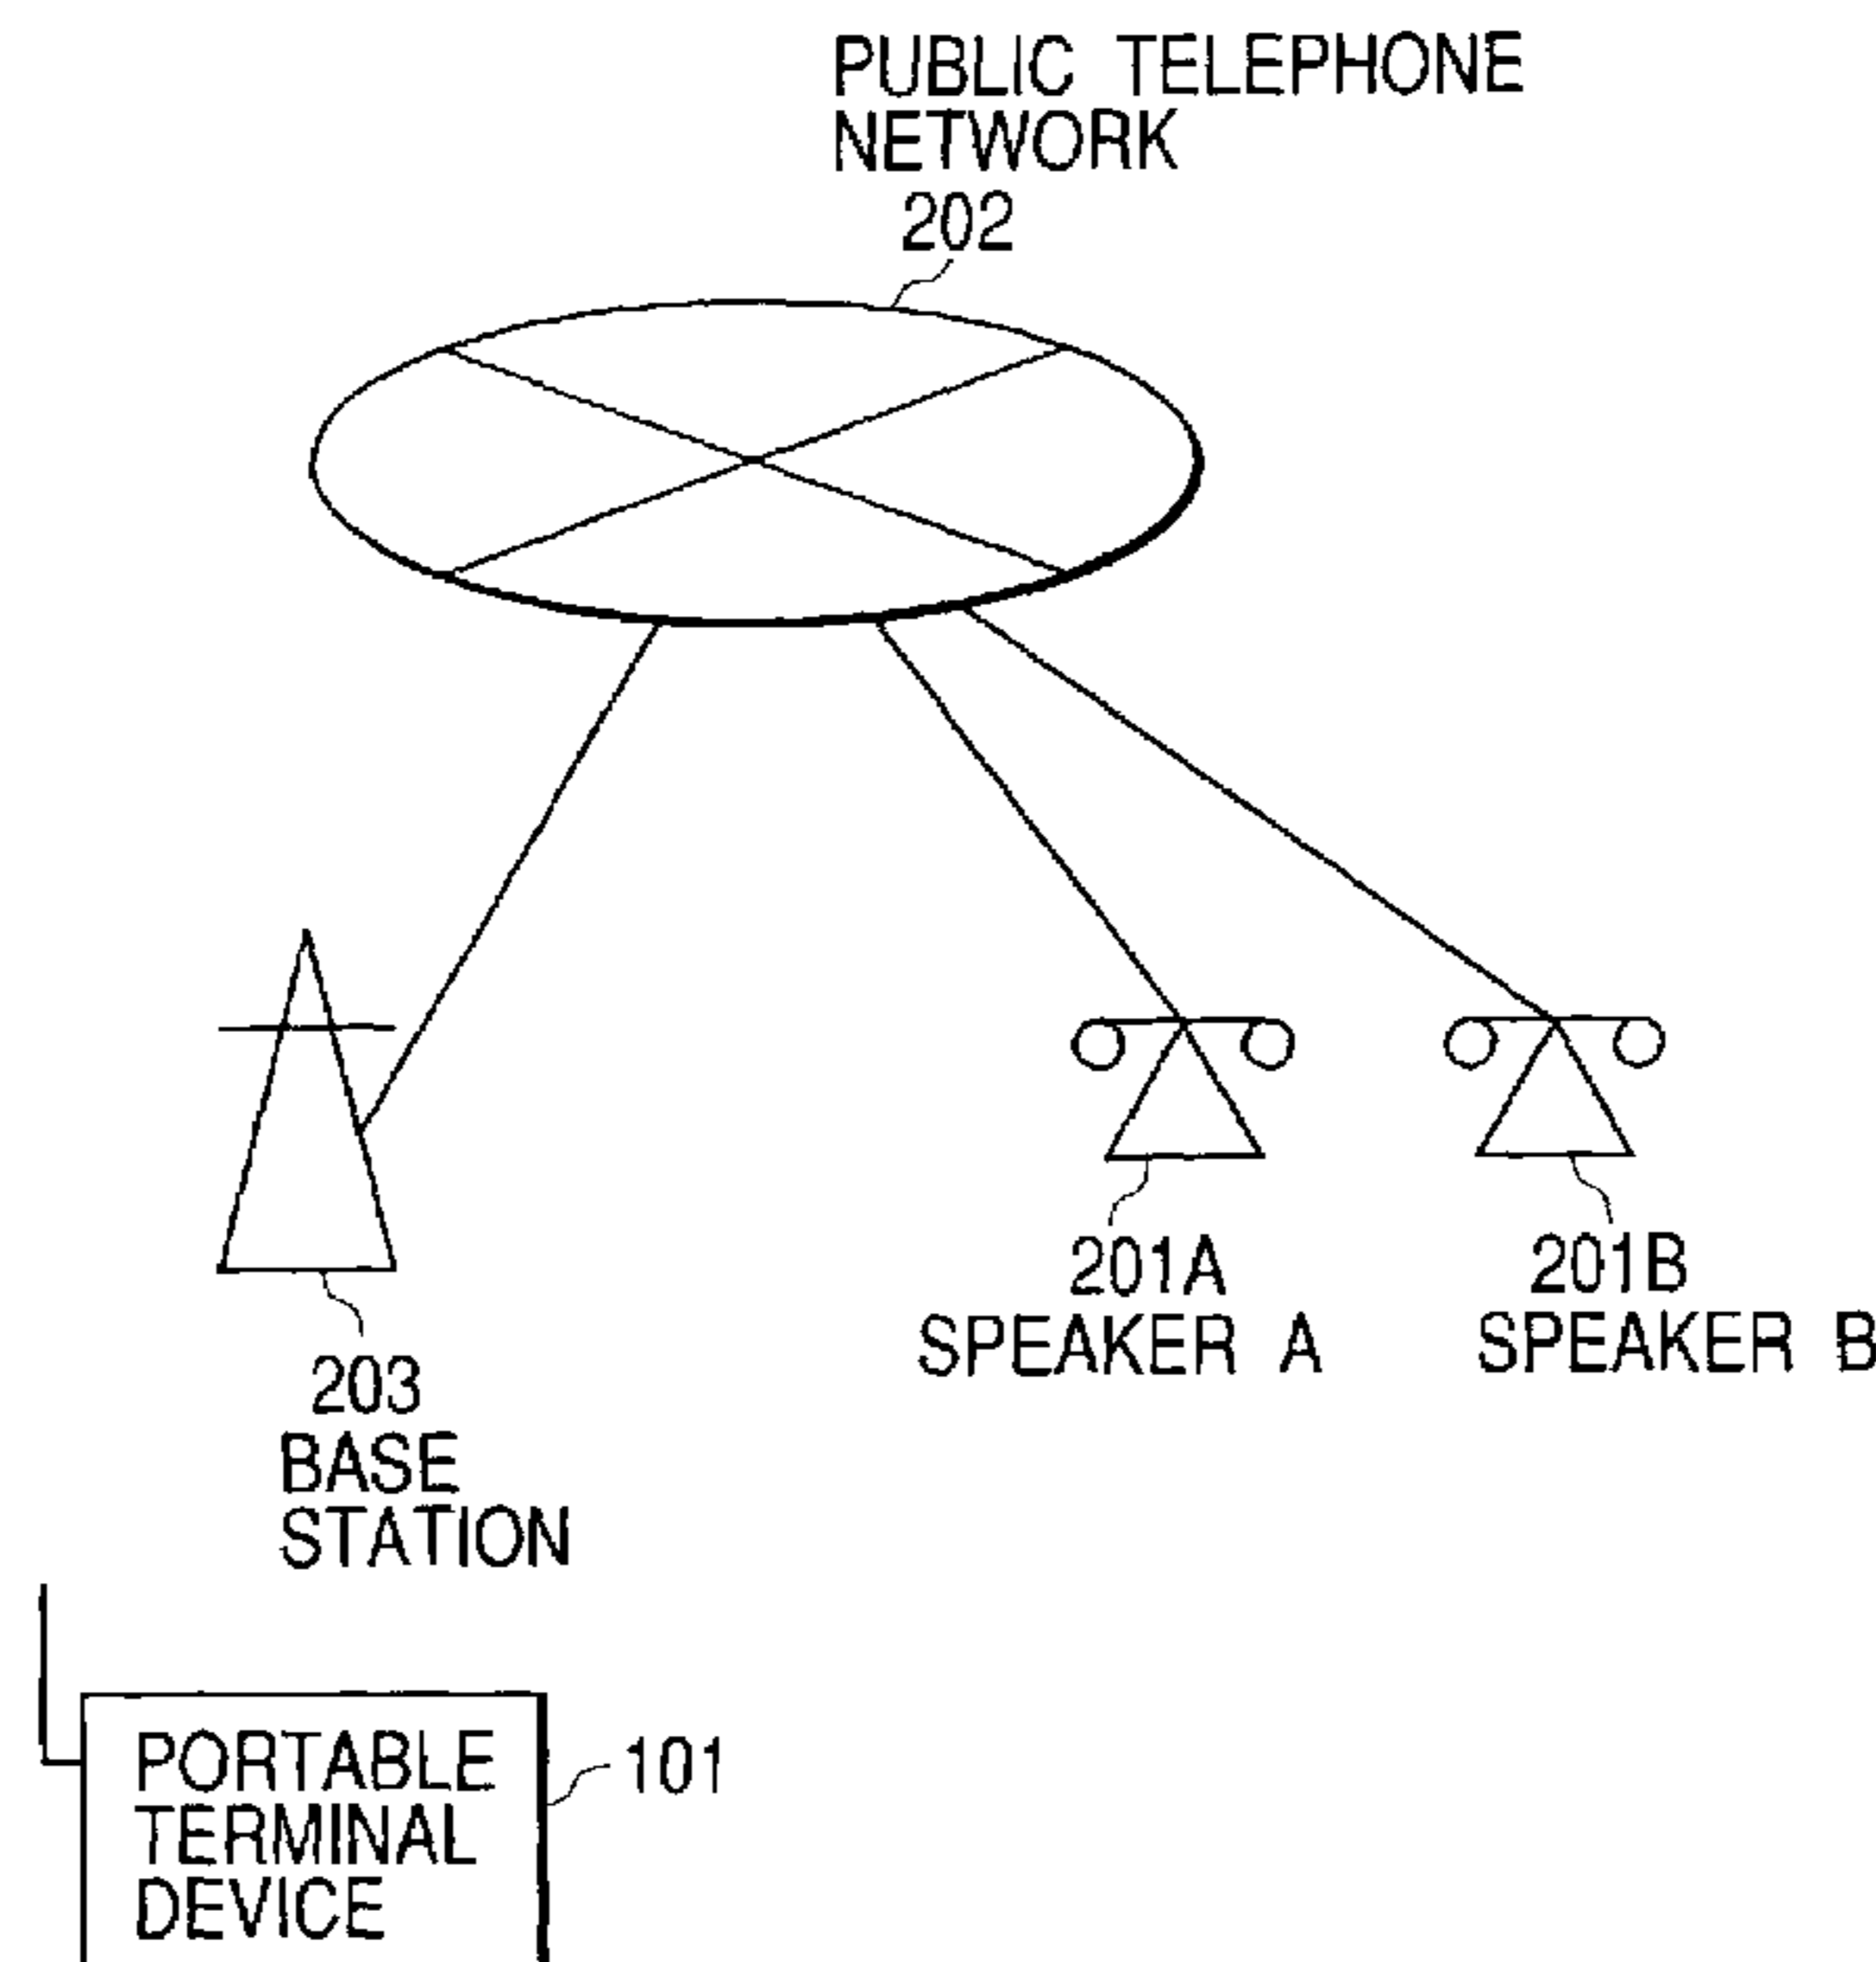 PUBLIC TELEPHONE
NETWORK
202
201A
SPEAKER A
201B
SPEAKER B
203
BASE
STATION
PORTABLE
TERMINAL
DEVICE
101